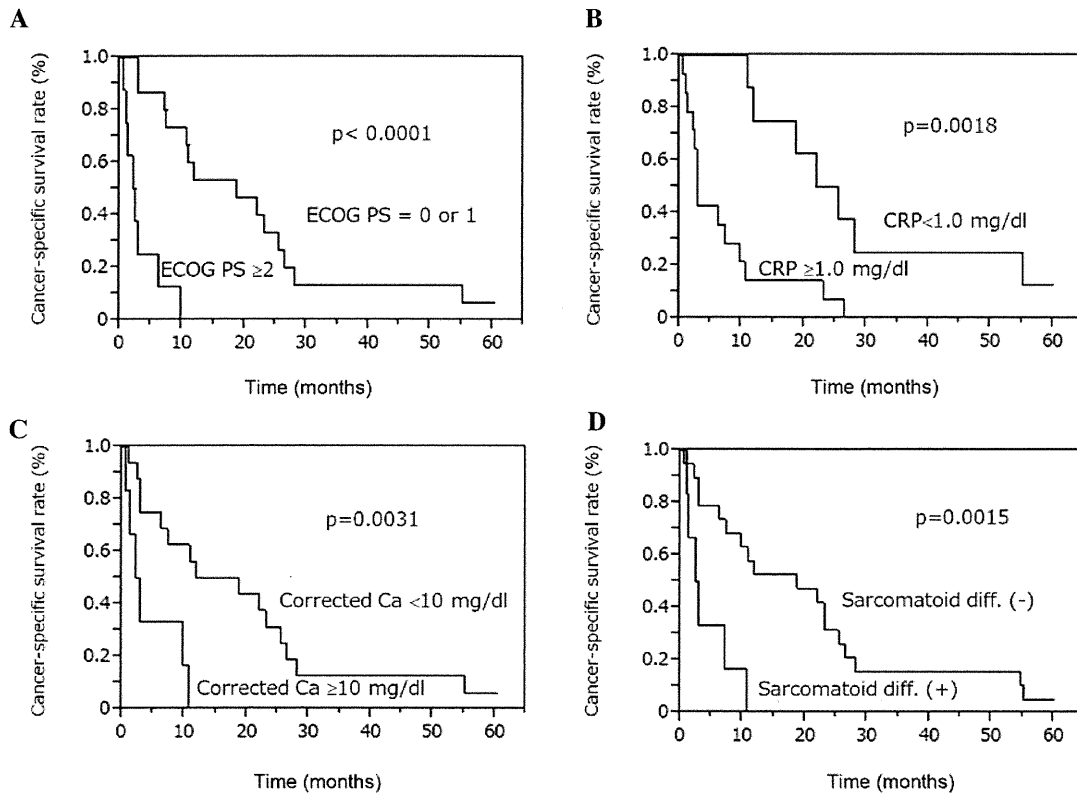 A
Cancer-specific survival rate (%)
1.0
0.8
0.6
0.4
0.2
0
p< 0.0001
ECOG PS = 0 or 1
ECOG PS ≥2
0 10 20 30 40 50 60
Time (months)
B
Cancer-specific survival rate (%)
1.0
0.8
0.6
0.4
0.2
0
p=0.0018
CRP<1.0 mg/dl
CRP ≥1.0 mg/dl
0 10 20 30 40 50 60
Time (months)
C
Cancer-specific survival rate (%)
1.0
0.8
0.6
0.4
0.2
0
p=0.0031
Corrected Ca <10 mg/dl
Corrected Ca ≥10 mg/dl
0 10 20 30 40 50 60
Time (months)
D
Cancer-specific survival rate (%)
1.0
0.8
0.6
0.4
0.2
0
p=0.0015
Sarcomatoid diff. (-)
Sarcomatoid diff. (+)
0 10 20 30 40 50 60
Time (months)